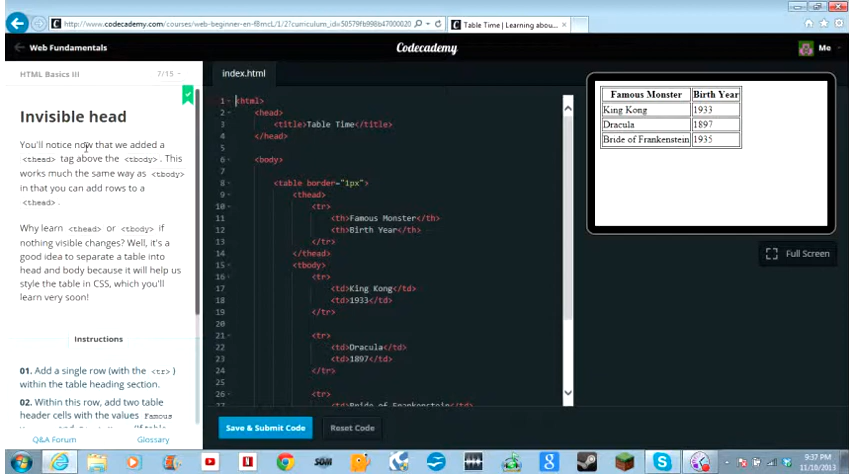 http://www.codecademy.com/courses/web-beginner-en-f8mcL/1/2?curriculum_id=50579fb998b47000020
Table Time | Learning abou...
Web Fundamentals
Codecademy
Me
HTML Basics III
7/15
index.html
Invisible head
You'll notice now that we added a
<thead> tag above the <tbody>. This
works much the same way as <tbody>
in that you can add rows to a
<thead>.
Why learn <thead> or <tbody> if
nothing visible changes? Well, it's a
good idea to separate a table into
head and body because it will help us
style the table in CSS, which you'll
learn very soon!
Instructions
01. Add a single row (with the <tr>)
within the table heading section.
02. Within this row, add two table
header cells with the values Famous
Q&A Forum
Glossary
1 <html>
2 <head>
3 <title>Table Time</title>
4 </head>
5
6 <body>
7
8 <table border="1px">
9 <thead>
10 <tr>
11 <th>Famous Monster</th>
12 <th>Birth Year</th>
13 </tr>
14 </thead>
15 <tbody>
16 <tr>
17 <td>King Kong</td>
18 <td>1933</td>
19 </tr>
20
21 <tr>
22 <td>Dracula</td>
23 <td>1897</td>
24 </tr>
25
26 <tr>
<td>Bride of Frankenstein</td>
Save & Submit Code
Reset Code
Famous Monster Birth Year
King Kong 1933
Dracula 1897
Bride of Frankenstein 1935
Full Screen
9:37 PM
11/10/2013